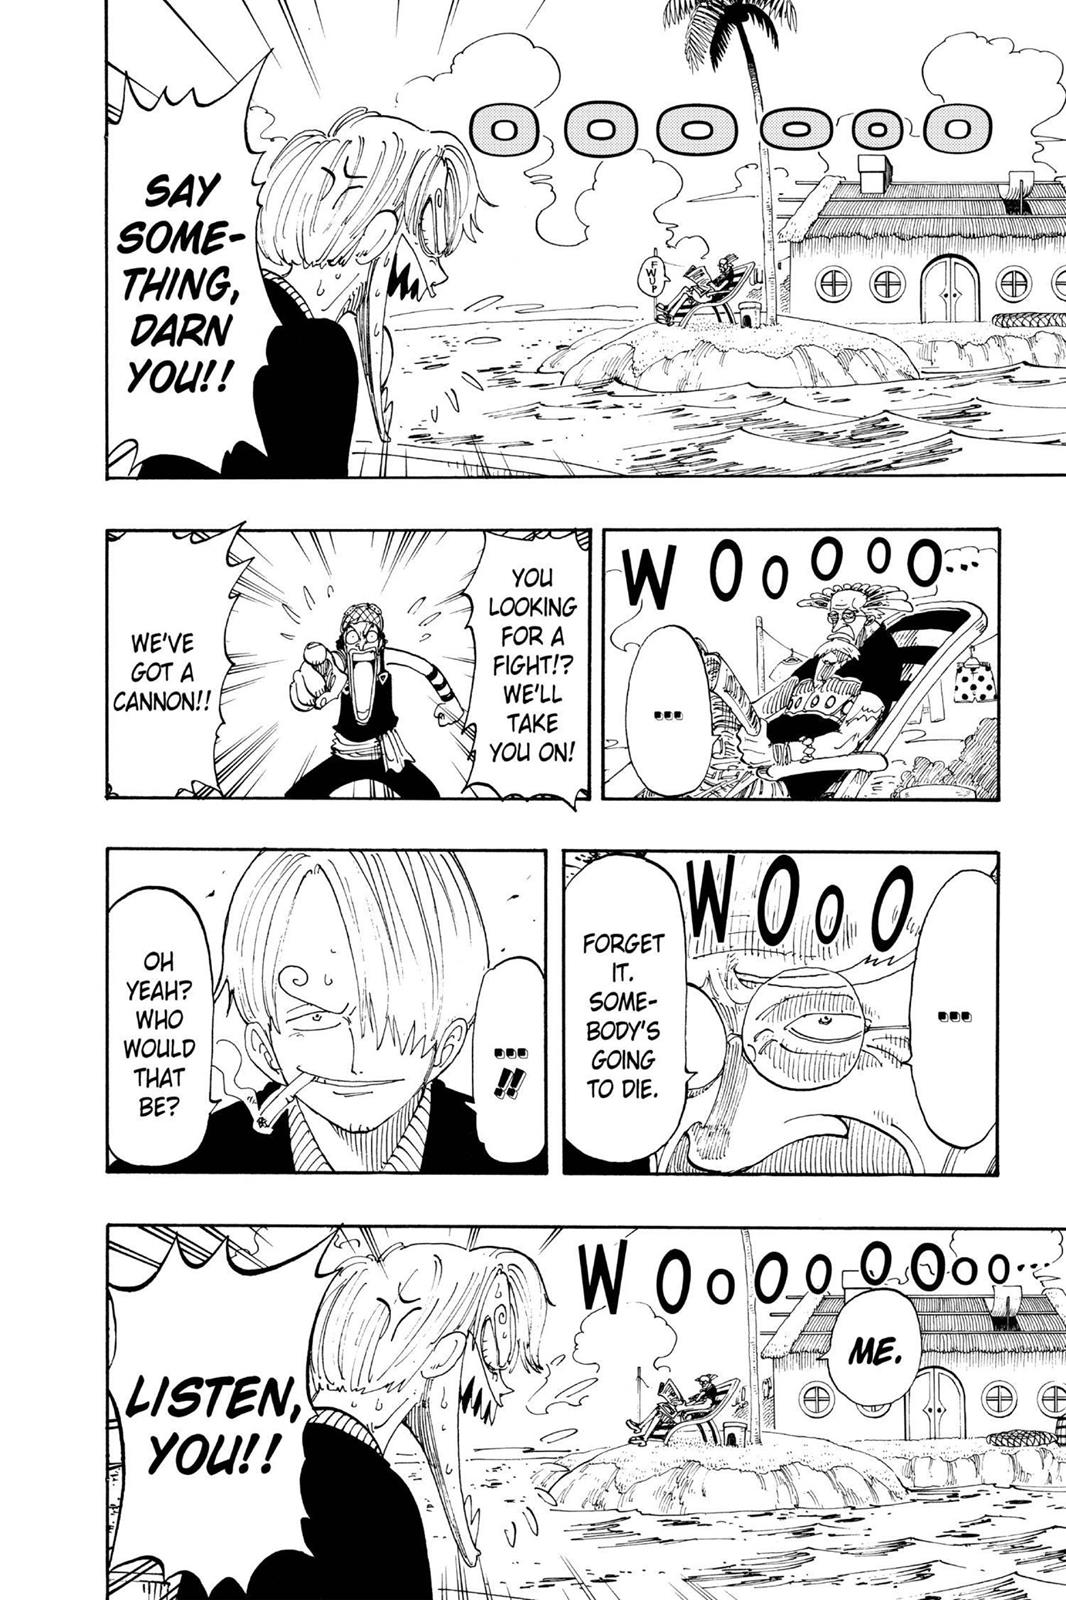 OOOOOO
FWUP
SAY
SOME-
THING,
DARN
YOU!!
WOOOOO...
...
YOU
LOOKING
FOR A
FIGHT!?
WE'LL
TAKE
YOU ON!
WE'VE
GOT A
CANNON!!
WOOO
...
FORGET
IT.
SOME-
BODY'S
GOING
TO DIE.
...
!!
OH
YEAH?
WHO
WOULD
THAT
BE?
WOOOOOOOO...
ME.
LISTEN,
YOU!!